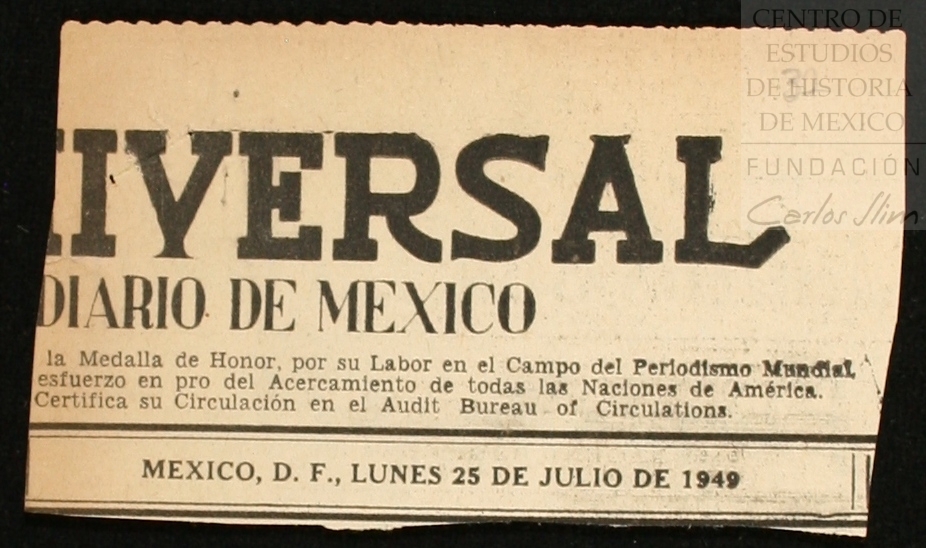 CENTRO DE
ESTUDIOS
DE HISTORIA
DE MEXICO
FUNDACIÓN
Carlos Slim
IVERSAL
DIARIO DE MEXICO
la Medalla de Honor, por su Labor en el Campo del Periodismo Mundial,
esfuerzo en pro del Acercamiento de todas las Naciones de América.
Certifica su Circulación en el Audit Bureau of Circulations.
MEXICO, D. F., LUNES 25 DE JULIO DE 1949